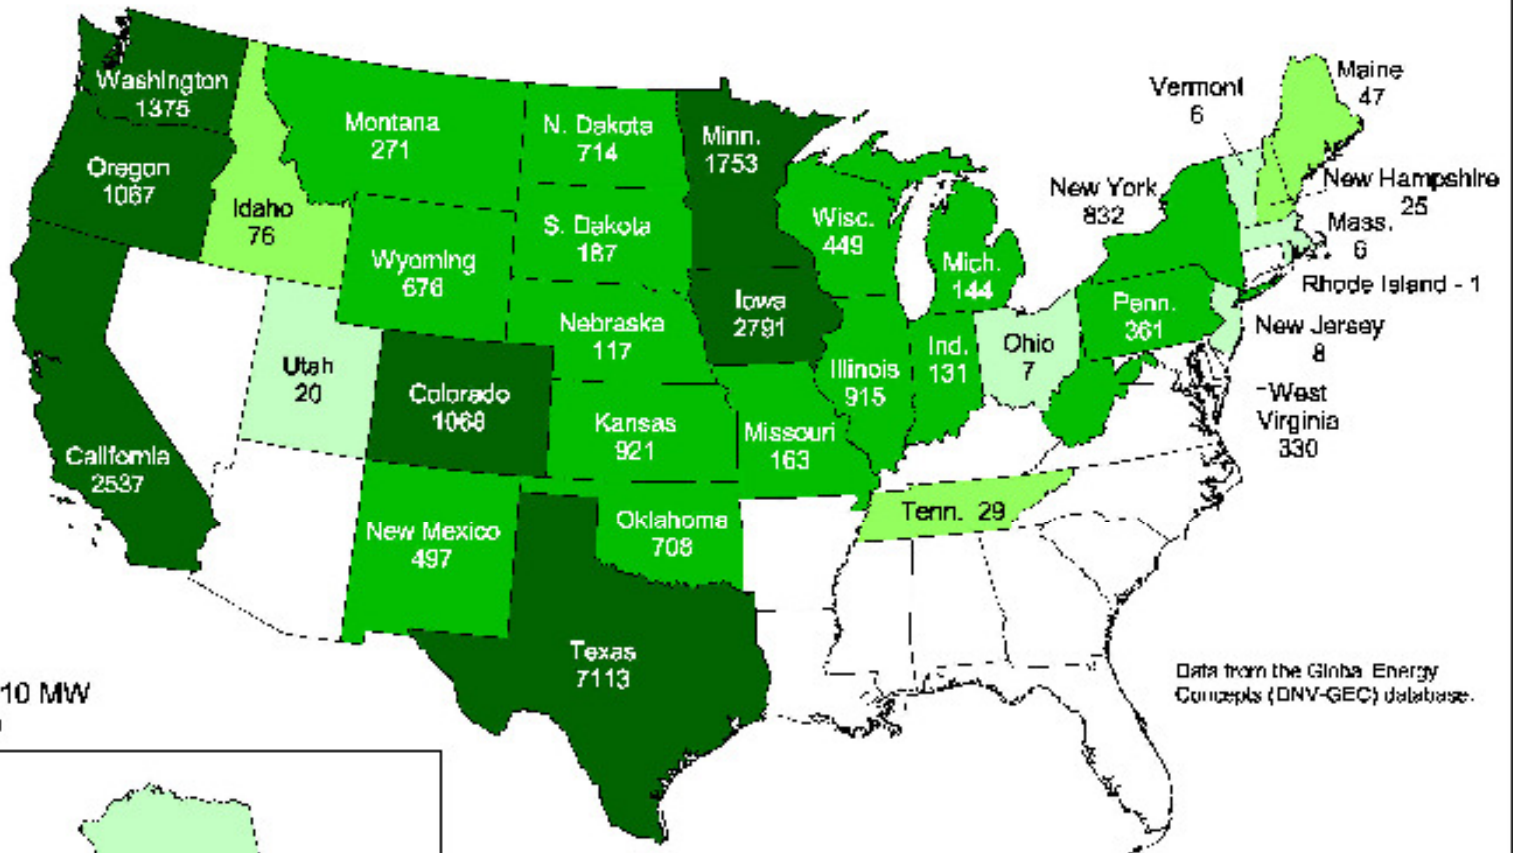 Washington
1375
Oregon
1067
California
2537
Idaho
76
Utah
20
Montana
271
Wyoming
676
Colorado
1068
New Mexico
497
N. Dakota
714
S. Dakota
187
Nebraska
117
Kansas
921
Oklahoma
708
Texas
7113
Minn.
1753
Iowa
2791
Missouri
163
Wisc.
449
Illinois
915
Mich.
144
Ind.
131
Ohio
7
Tenn. 29
Penn.
361
New York
832
Vermont
6
Maine
47
New Hampshire
25
Mass.
6
Rhode Island - 1
New Jersey
8
West
Virginia
330
Data from the Global Energy
Concepts (DNV-GEC) database.
10 MW